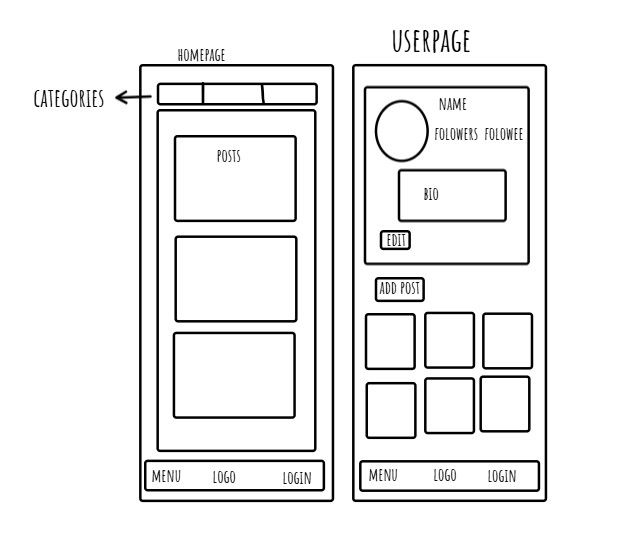 HOMEPAGE
CATEGORIES
POSTS
MENU LOGO LOGIN
USERPAGE
NAME
FOLOWERS FOLOWEE
BIO
EDIT
ADD POST
MENU LOGO LOGIN